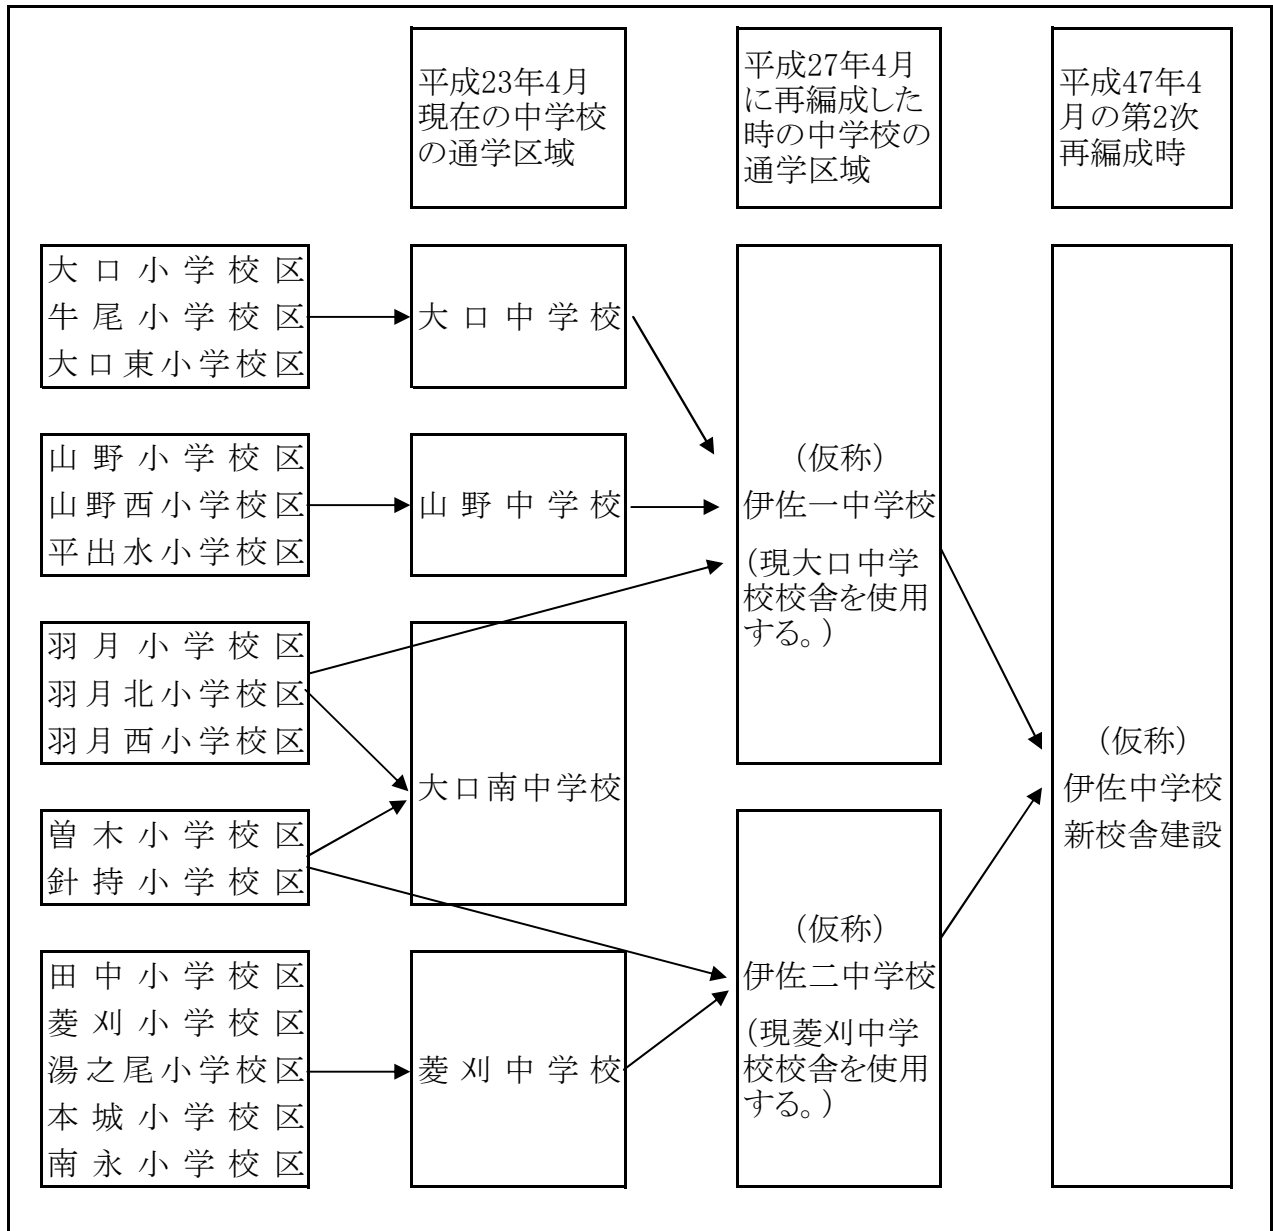 平成23年4月
現在の中学校
の通学区域
平成27年4月
に再編成した
時の中学校の
通学区域
平成47年4
月の第2次
再編成時
大口小学校区
牛尾小学校区
大口東小学校区
大口中学校
山野小学校区
山野西小学校区
平出水小学校区
山野中学校
羽月小学校区
羽月北小学校区
羽月西小学校区
曽木小学校区
針持小学校区
大口南中学校
田中小学校区
菱刈小学校区
湯之尾小学校区
本城小学校区
南永小学校区
菱刈中学校
（仮称）
伊佐一中学校
（現大口中学
校校舎を使用
する。）
（仮称）
伊佐二中学校
（現菱刈中学
校校舎を使用
する。）
（仮称）
伊佐中学校
新校舎建設